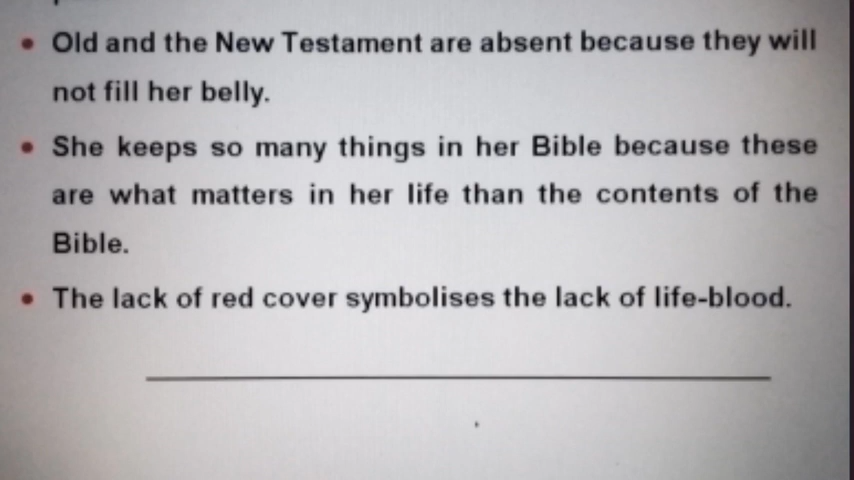 • Old and the New Testament are absent because they will
not fill her belly.
• She keeps so many things in her Bible because these
are what matters in her life than the contents of the
Bible.
• The lack of red cover symbolises the lack of life-blood.